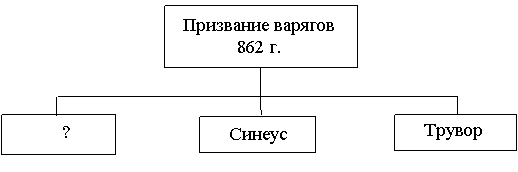 Призвание варягов
862 г.
?
Синеус
Трувор